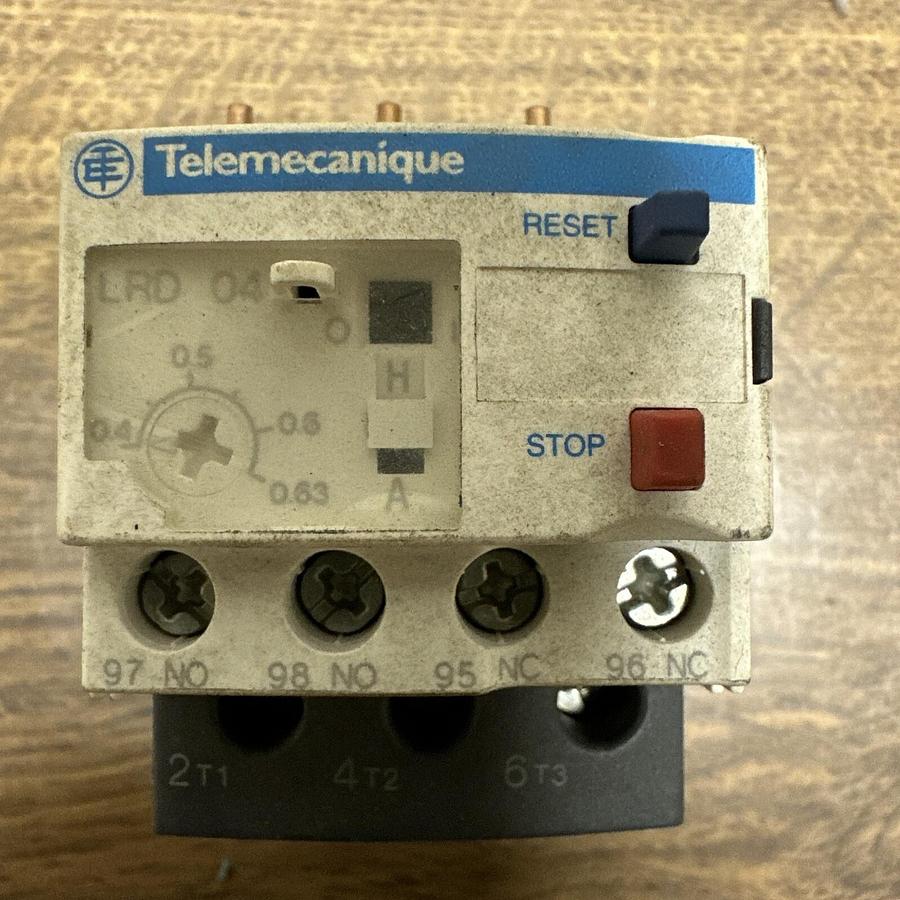 Telemecanique
RESET
LRD 04
O
0.5
H
0.4
0.6
STOP
0.63
A
97 NO 98 NO 95 NC 96 NC
2T1 4T2 6T3